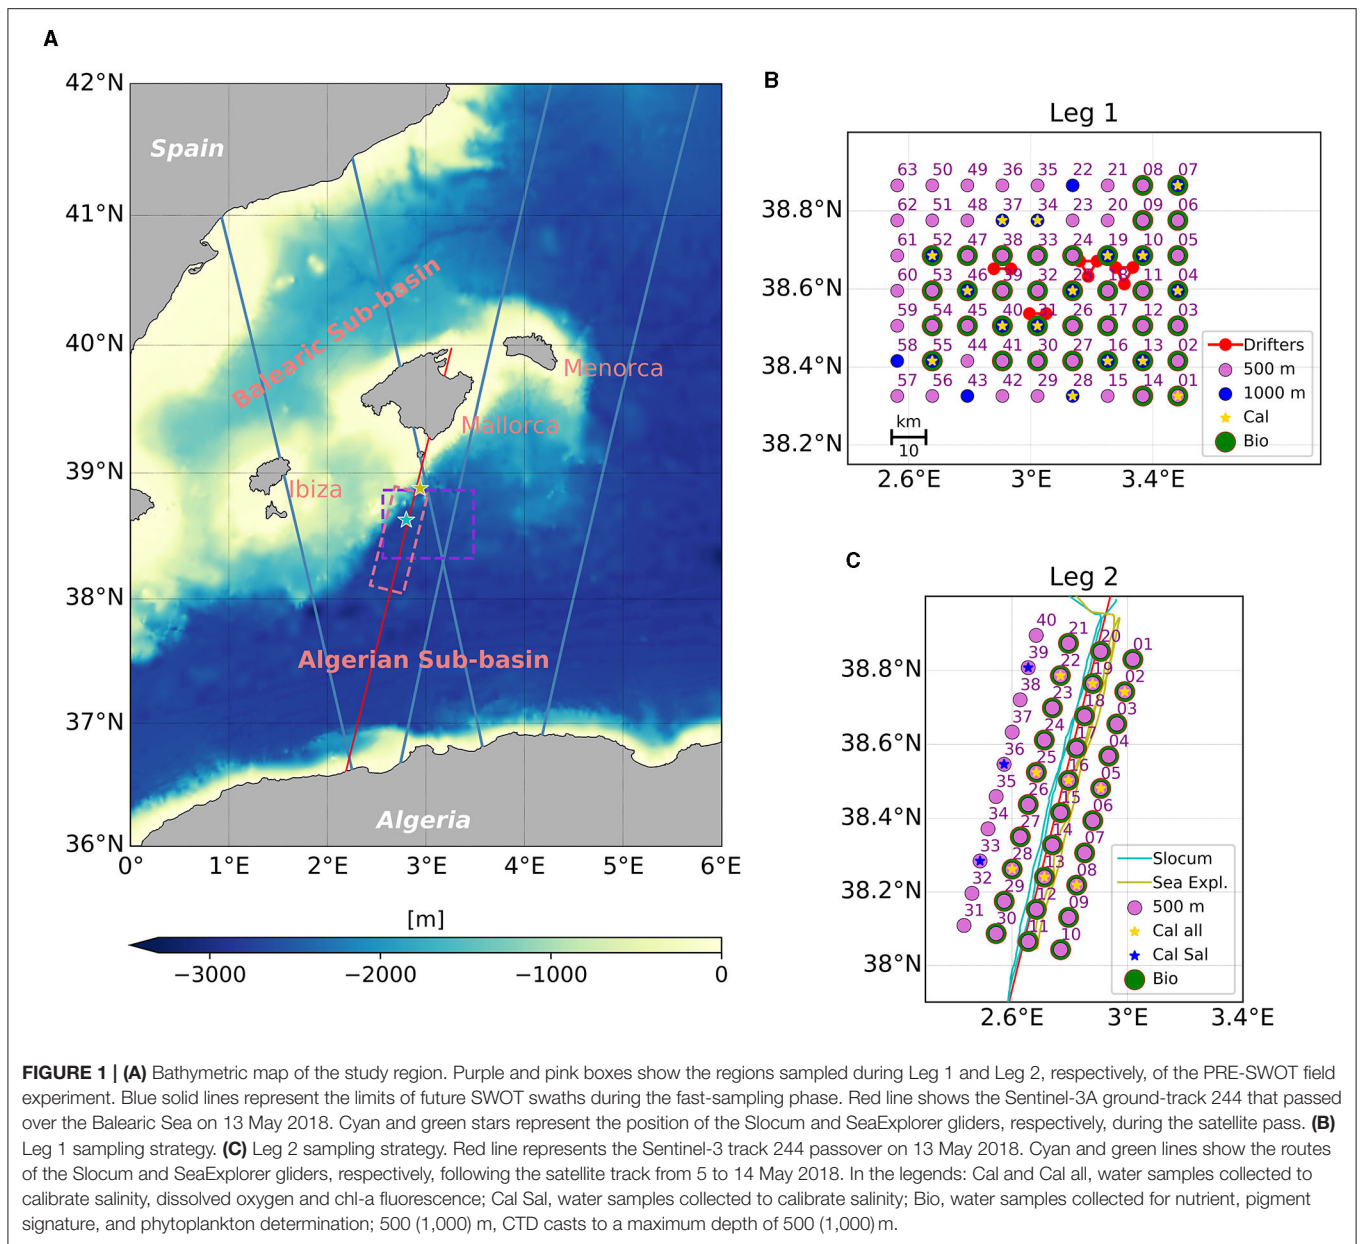 A
42°N
41°N
40°N
39°N
38°N
37°N
36°N
0°
1°E
2°E
3°E
4°E
5°E
6°E
Spain
Balearic Sub-basin
Menorca
Mallorca
Ibiza
Algerian Sub-basin
Algeria
[m]
−3000 −2000 −1000 0
B
Leg 1
38.8°N
38.6°N
38.4°N
38.2°N
63 50 49 36 35 22 21 08 07
62 51 48 37 34 23 20 09 06
61 52 47 38 33 24 19 10 05
60 53 46 39 32 25 18 11 04
59 54 45 40 31 26 17 12 03
58 55 44 41 30 27 16 13 02
57 56 43 42 29 28 15 14 01
km
10
2.6°E 3°E 3.4°E
Drifters
500 m
1000 m
Cal
Bio
C
Leg 2
38.8°N
38.6°N
38.4°N
38.2°N
38°N
40 21 20 01
39 22 19 02
38 23 18 03
37 24 17 04
36 25 16 05
35 26 15 06
34 27 14 07
33 28 13 08
32 29 12 09
31 30 11 10
2.6°E 3°E 3.4°E
Slocum
Sea Expl.
500 m
Cal all
Cal Sal
Bio
FIGURE 1 | (A) Bathymetric map of the study region. Purple and pink boxes show the regions sampled during Leg 1 and Leg 2, respectively, of the PRE-SWOT field
experiment. Blue solid lines represent the limits of future SWOT swaths during the fast-sampling phase. Red line shows the Sentinel-3A ground-track 244 that passed
over the Balearic Sea on 13 May 2018. Cyan and green stars represent the position of the Slocum and SeaExplorer gliders, respectively, during the satellite pass. (B)
Leg 1 sampling strategy. (C) Leg 2 sampling strategy. Red line represents the Sentinel-3 track 244 passover on 13 May 2018. Cyan and green lines show the routes
of the Slocum and SeaExplorer gliders, respectively, following the satellite track from 5 to 14 May 2018. In the legends: Cal and Cal all, water samples collected to
calibrate salinity, dissolved oxygen and chl-a fluorescence; Cal Sal, water samples collected to calibrate salinity; Bio, water samples collected for nutrient, pigment
signature, and phytoplankton determination; 500 (1,000) m, CTD casts to a maximum depth of 500 (1,000) m.